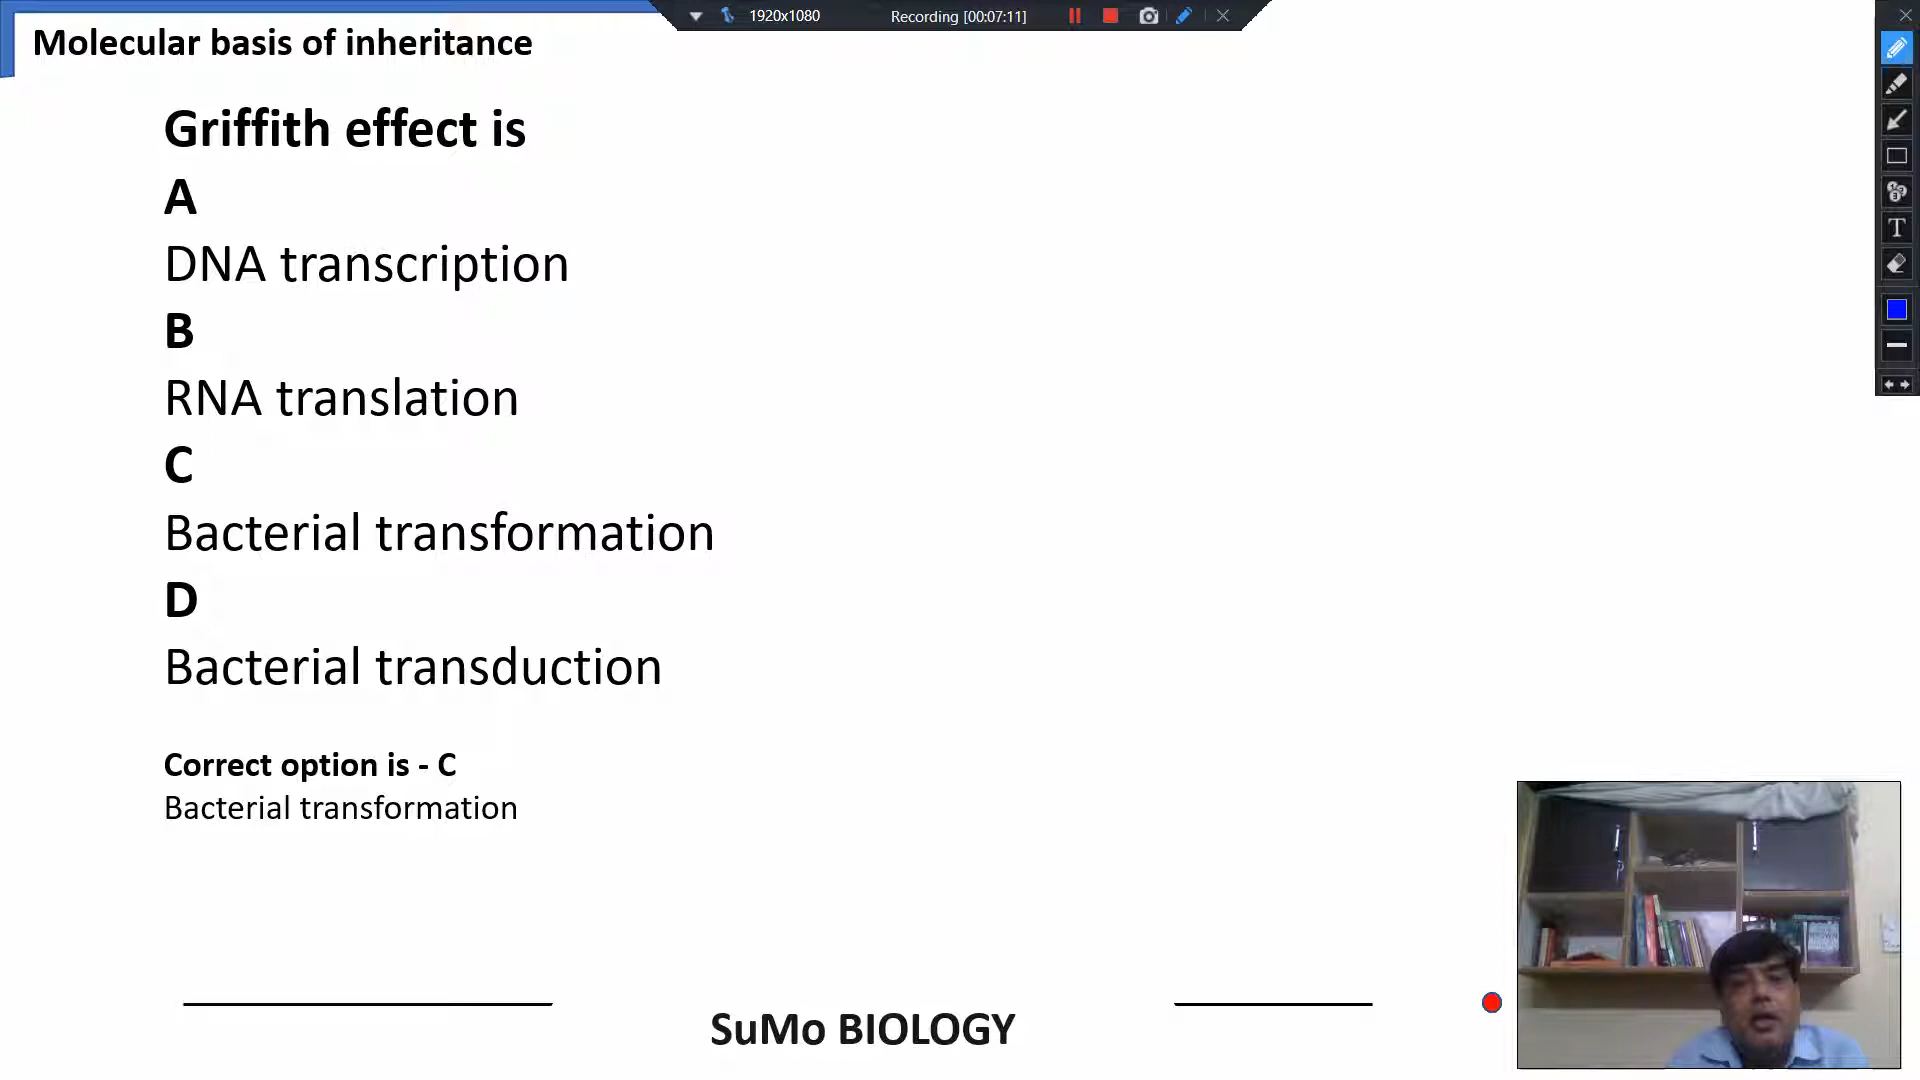 1920x1080
Recording [00:07:11]
Molecular basis of inheritance
Griffith effect is
A
DNA transcription
B
RNA translation
C
Bacterial transformation
D
Bacterial transduction
Correct option is - C
Bacterial transformation
SuMo BIOLOGY
T